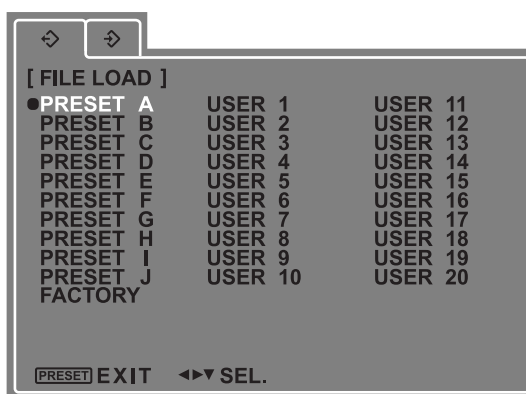 [ FILE LOAD ]
PRESET A USER 1 USER 11
PRESET B USER 2 USER 12
PRESET C USER 3 USER 13
PRESET D USER 4 USER 14
PRESET E USER 5 USER 15
PRESET F USER 6 USER 16
PRESET G USER 7 USER 17
PRESET H USER 8 USER 18
PRESET I USER 9 USER 19
PRESET J USER 10 USER 20
FACTORY
PRESET EXIT ◄►▼ SEL.